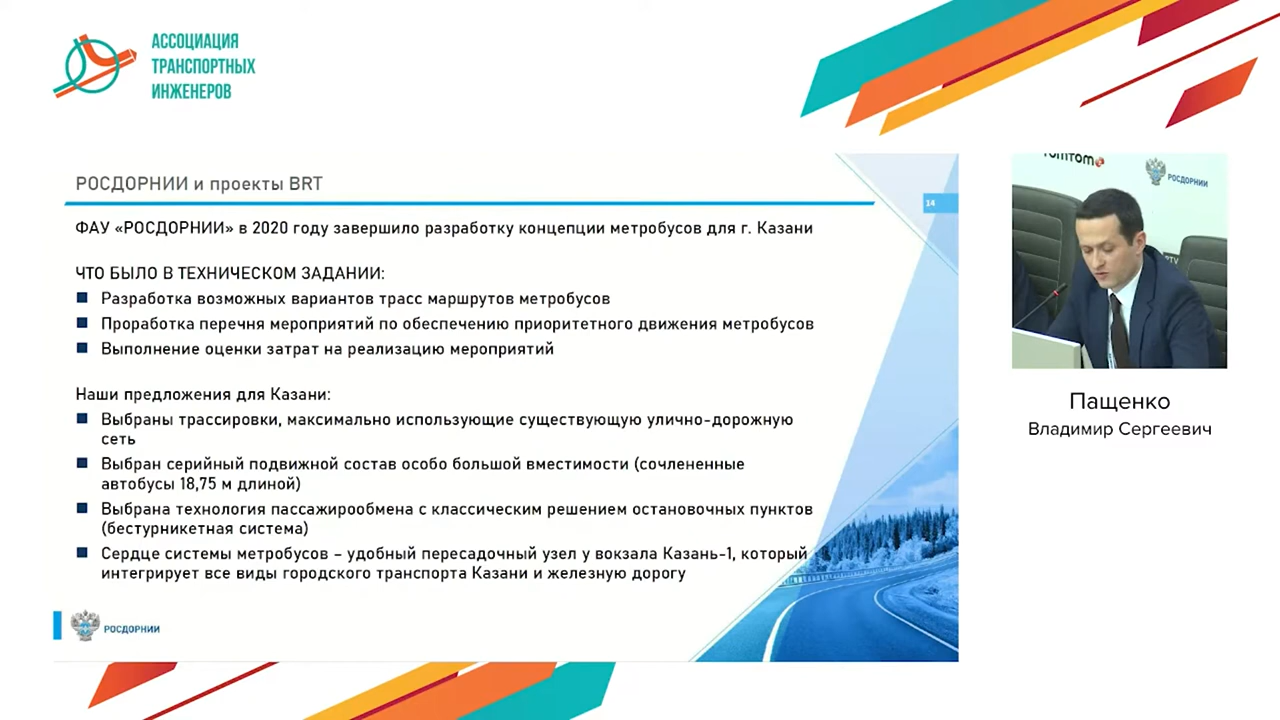 АССОЦИАЦИЯ
ТРАНСПОРТНЫХ
ИНЖЕНЕРОВ
РОСДОРНИИ и проекты BRT
14
ФАУ «РОСДОРНИИ» в 2020 году завершило разработку концепции метробусов для г. Казани
ЧТО БЫЛО В ТЕХНИЧЕСКОМ ЗАДАНИИ:
Разработка возможных вариантов трасс маршрутов метробусов
Проработка перечня мероприятий по обеспечению приоритетного движения метробусов
Выполнение оценки затрат на реализацию мероприятий
Наши предложения для Казани:
Выбраны трассировки, максимально использующие существующую улично-дорожную
сеть
Выбран серийный подвижной состав особо большой вместимости (сочлененные
автобусы 18,75 м длиной)
Выбрана технология пассажирообмена с классическим решением остановочных пунктов
(бестурникетная система)
Сердце системы метробусов – удобный пересадочный узел у вокзала Казань-1, который
интегрирует все виды городского транспорта Казани и железную дорогу
РОСДОРНИИ
tomtom
РОСДОРНИИ
Пащенко
Владимир Сергеевич